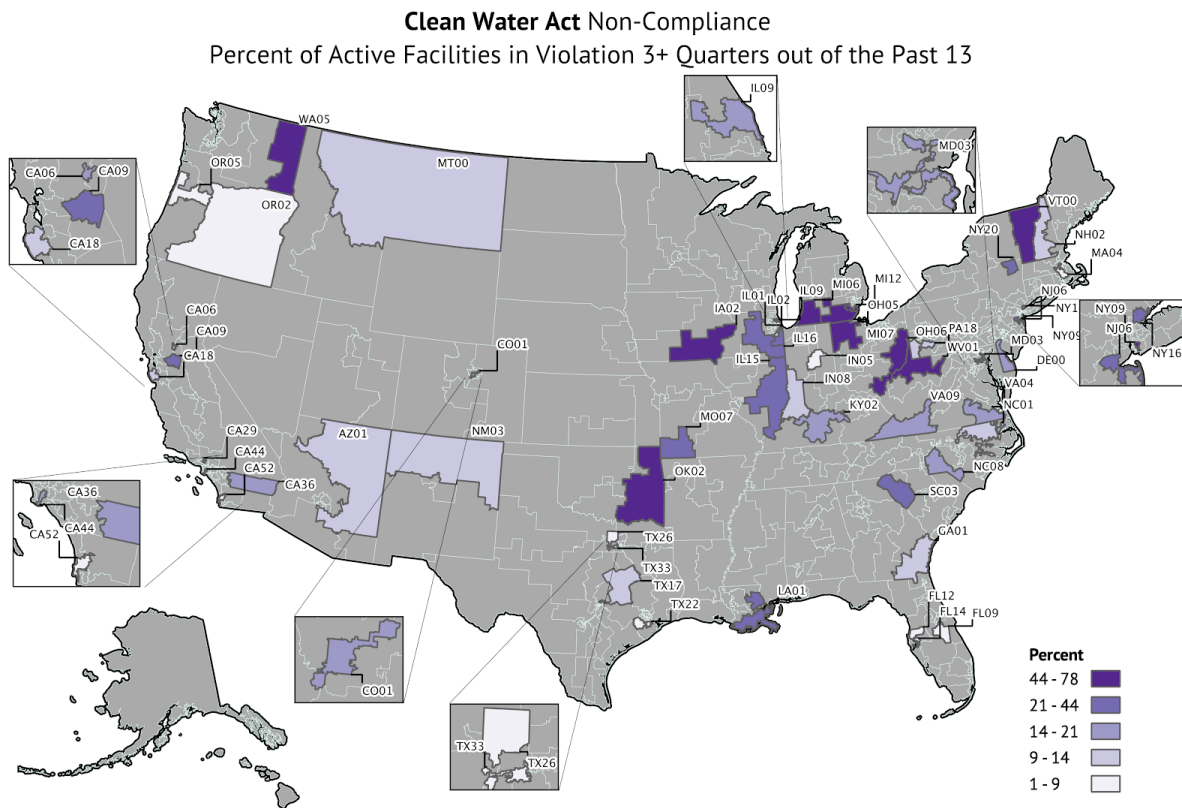 Clean Water Act Non-Compliance
Percent of Active Facilities in Violation 3+ Quarters out of the Past 13
IL09
WA05
OR05
MT00
OR02
CA06
CA09
CA18
MD03
VT00
NY20
NH02
MA04
NJ06
NY1
NY09
NY09
NJ06
NY16
CA06
CA09
CA18
IA02
IL01
IL02
IL09
MI06
MI12
OH05
MI07
IL15
IL16
IN05
IN08
OH06
PA18
WV01
MD03
DE00
VA04
VA09
NC01
KY02
CO01
MO07
OK02
NC08
SC03
GA01
AZ01
NM03
CA29
CA44
CA52
CA36
CA36
CA44
CA52
TX26
TX33
TX17
TX22
LA01
FL12
FL14
FL09
CO01
TX33
TX26
Percent
44 - 78
21 - 44
14 - 21
9 - 14
1 - 9